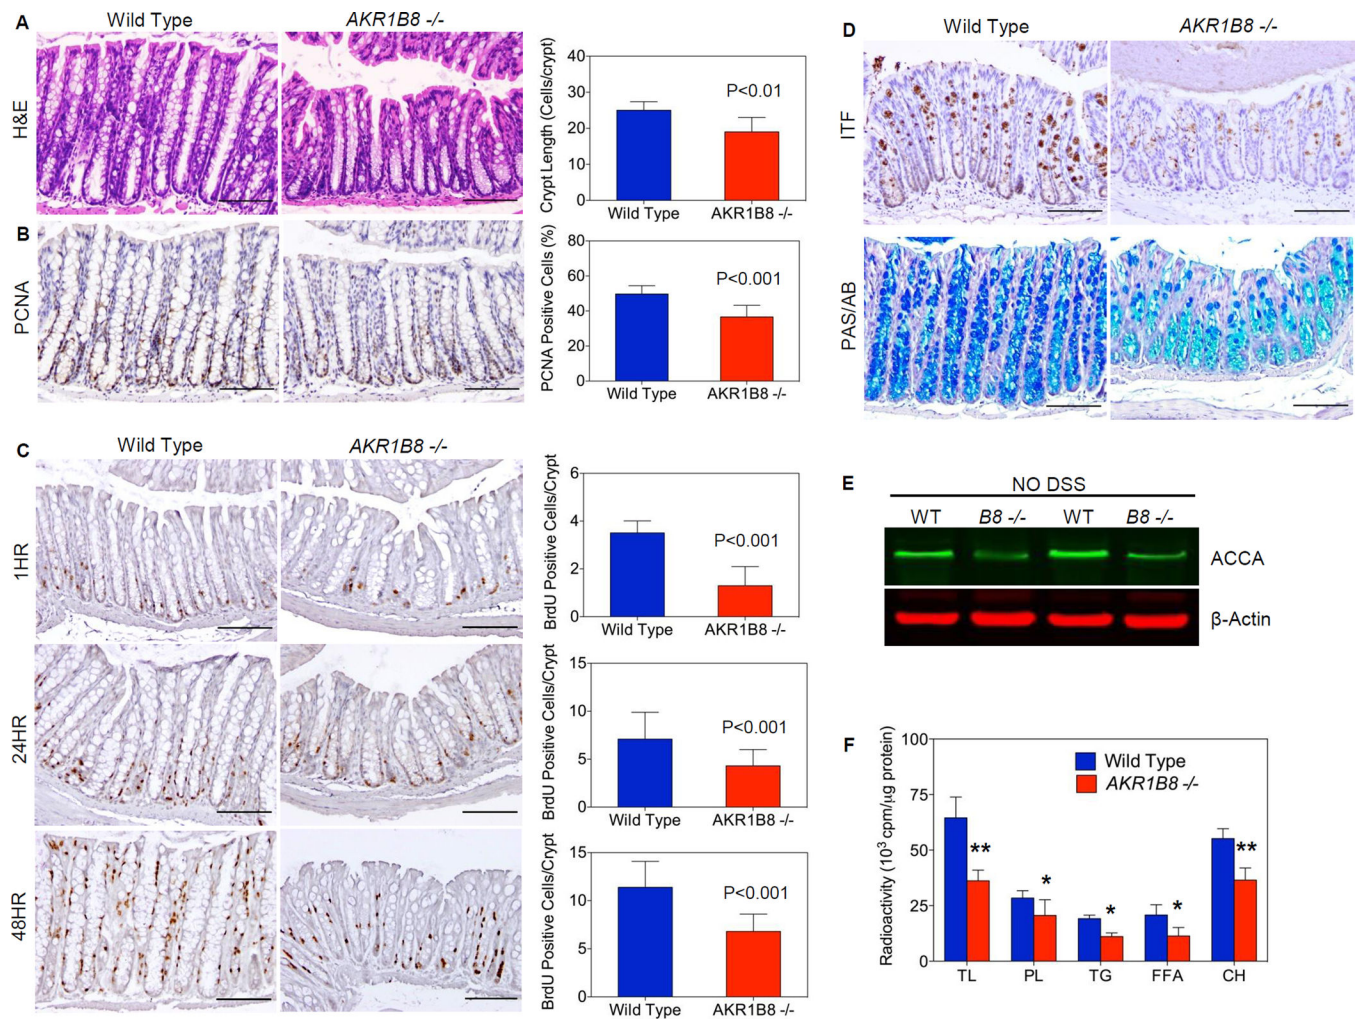 A
Wild Type
AKR1B8 -/-
H&E
Crypt Length (Cells/crypt)
40
30
20
10
0
P<0.01
Wild Type
AKR1B8 -/-
B
PCNA
PCNA Positive Cells (%)
80
60
40
20
0
P<0.001
Wild Type
AKR1B8 -/-
C
Wild Type
AKR1B8 -/-
1HR
BrdU Positive Cells/Crypt
6
4
2
0
P<0.001
Wild Type
AKR1B8 -/-
24HR
BrdU Positive Cells/Crypt
15
10
5
0
P<0.001
Wild Type
AKR1B8 -/-
48HR
BrdU Positive Cells/Crypt
15
10
5
0
P<0.001
Wild Type
AKR1B8 -/-
D
Wild Type
AKR1B8 -/-
ITF
PAS/AB
E
NO DSS
WT B8 -/- WT B8 -/-
ACCA
β-Actin
F
Radioactivity (10³ cpm/µg protein)
100
75
50
25
0
Wild Type
AKR1B8 -/-
** * * * **
TL PL TG FFA CH